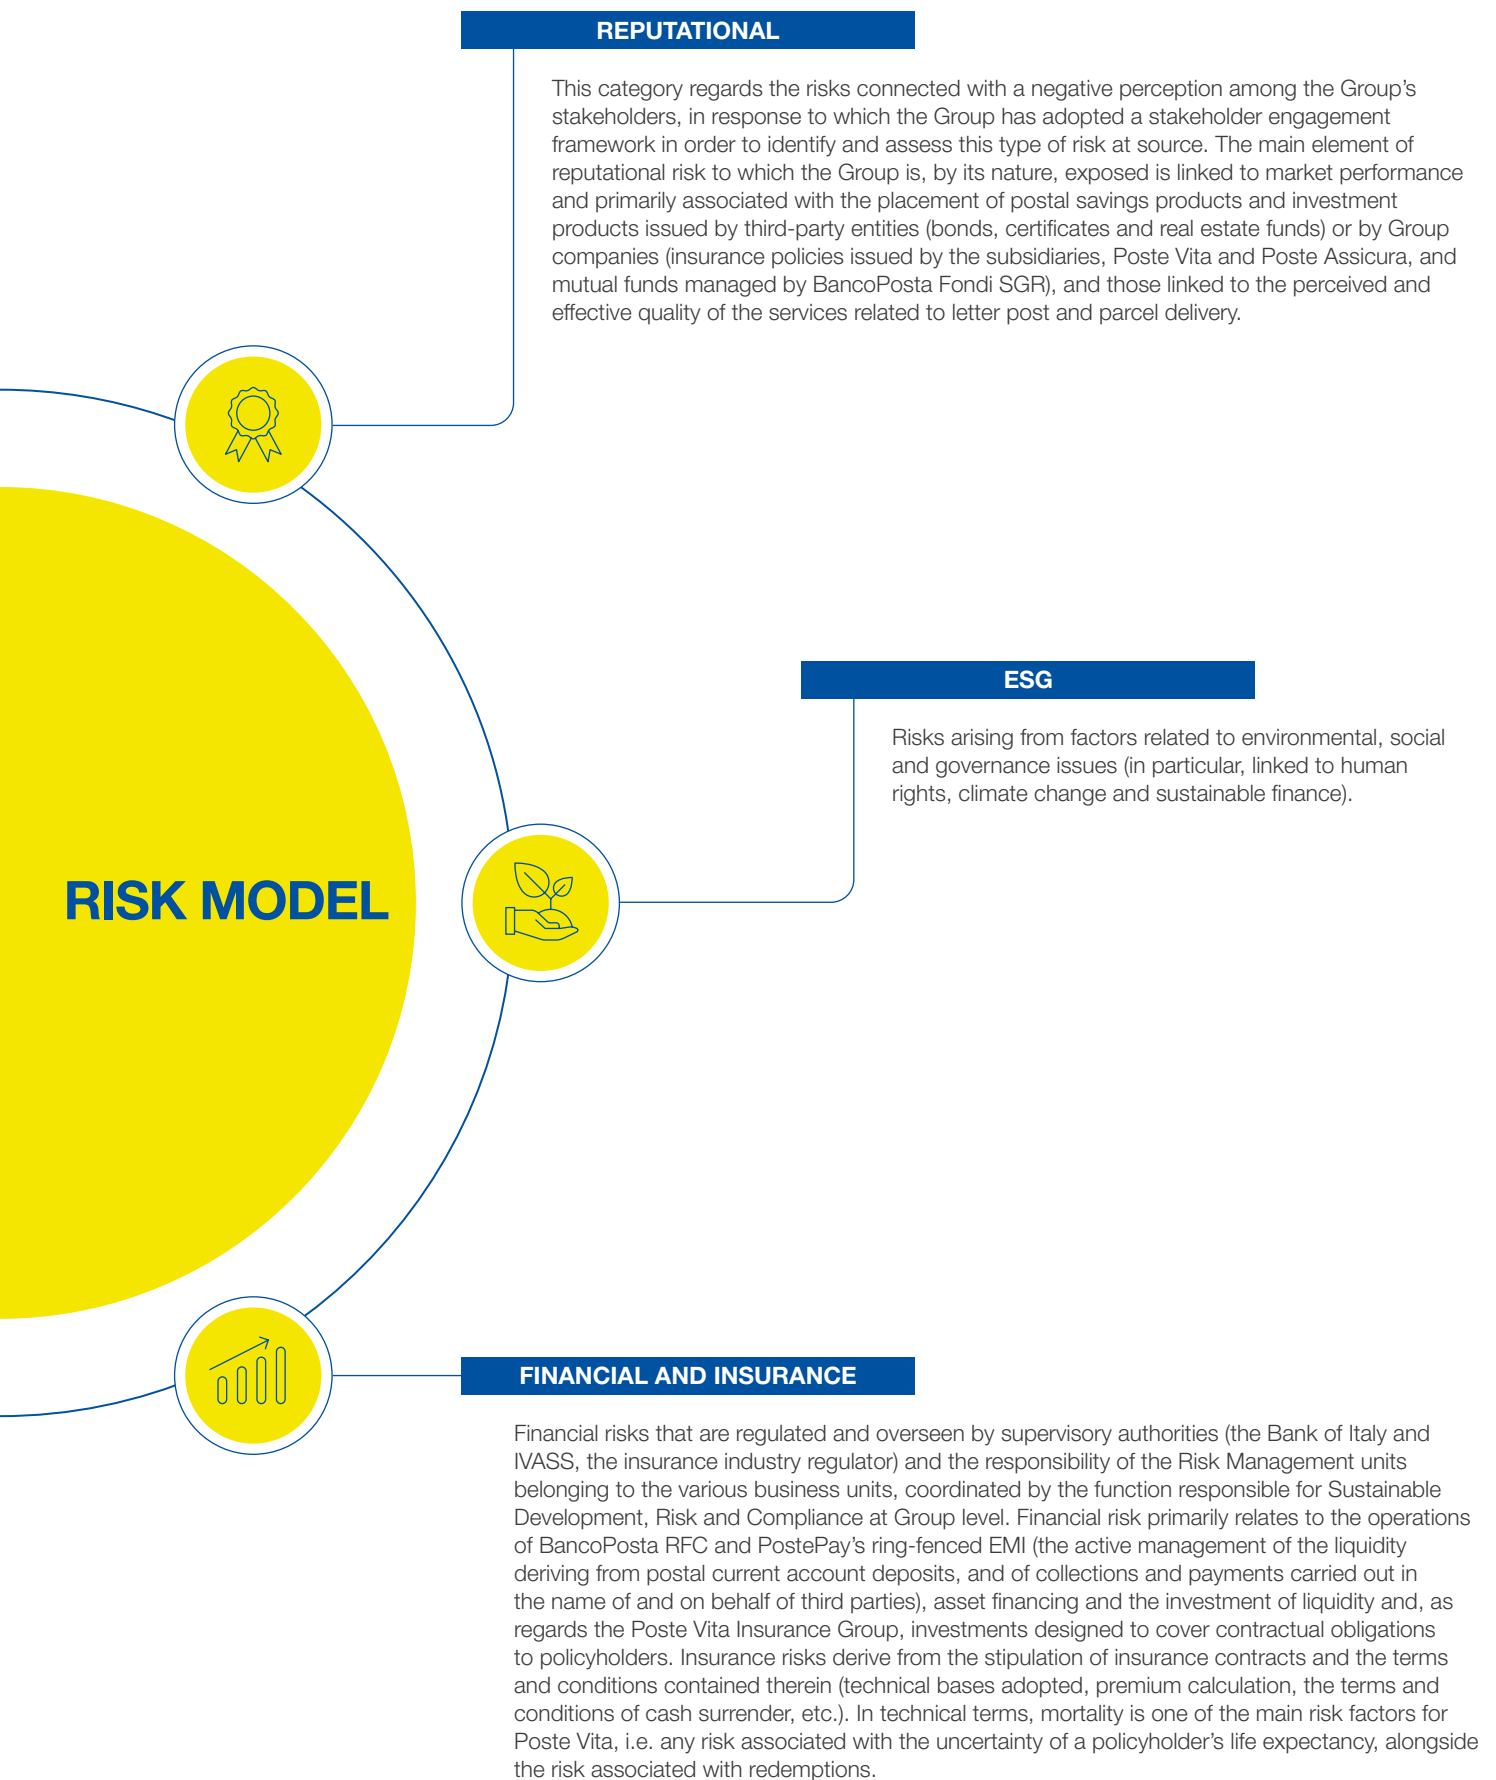 REPUTATIONAL
This category regards the risks connected with a negative perception among the Group's
stakeholders, in response to which the Group has adopted a stakeholder engagement
framework in order to identify and assess this type of risk at source. The main element of
reputational risk to which the Group is, by its nature, exposed is linked to market performance
and primarily associated with the placement of postal savings products and investment
products issued by third-party entities (bonds, certificates and real estate funds) or by Group
companies (insurance policies issued by the subsidiaries, Poste Vita and Poste Assicura, and
mutual funds managed by BancoPosta Fondi SGR), and those linked to the perceived and
effective quality of the services related to letter post and parcel delivery.
ESG
Risks arising from factors related to environmental, social
and governance issues (in particular, linked to human
rights, climate change and sustainable finance).
RISK MODEL
FINANCIAL AND INSURANCE
Financial risks that are regulated and overseen by supervisory authorities (the Bank of Italy and
IVASS, the insurance industry regulator) and the responsibility of the Risk Management units
belonging to the various business units, coordinated by the function responsible for Sustainable
Development, Risk and Compliance at Group level. Financial risk primarily relates to the operations
of BancoPosta RFC and PostePay's ring-fenced EMI (the active management of the liquidity
deriving from postal current account deposits, and of collections and payments carried out in
the name of and on behalf of third parties), asset financing and the investment of liquidity and, as
regards the Poste Vita Insurance Group, investments designed to cover contractual obligations
to policyholders. Insurance risks derive from the stipulation of insurance contracts and the terms
and conditions contained therein (technical bases adopted, premium calculation, the terms and
conditions of cash surrender, etc.). In technical terms, mortality is one of the main risk factors for
Poste Vita, i.e. any risk associated with the uncertainty of a policyholder's life expectancy, alongside
the risk associated with redemptions.